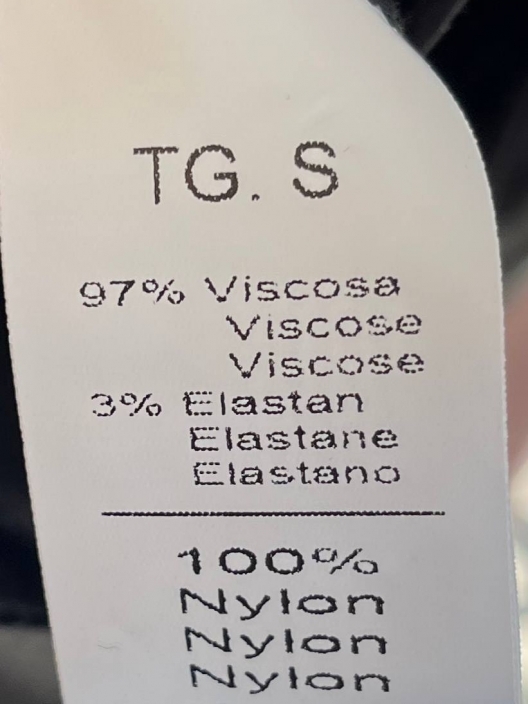 TG. S
97% Viscosa
Viscose
Viscose
3% Elastan
Elastane
Elastano
100%
Nylon
Nylon
Nylon